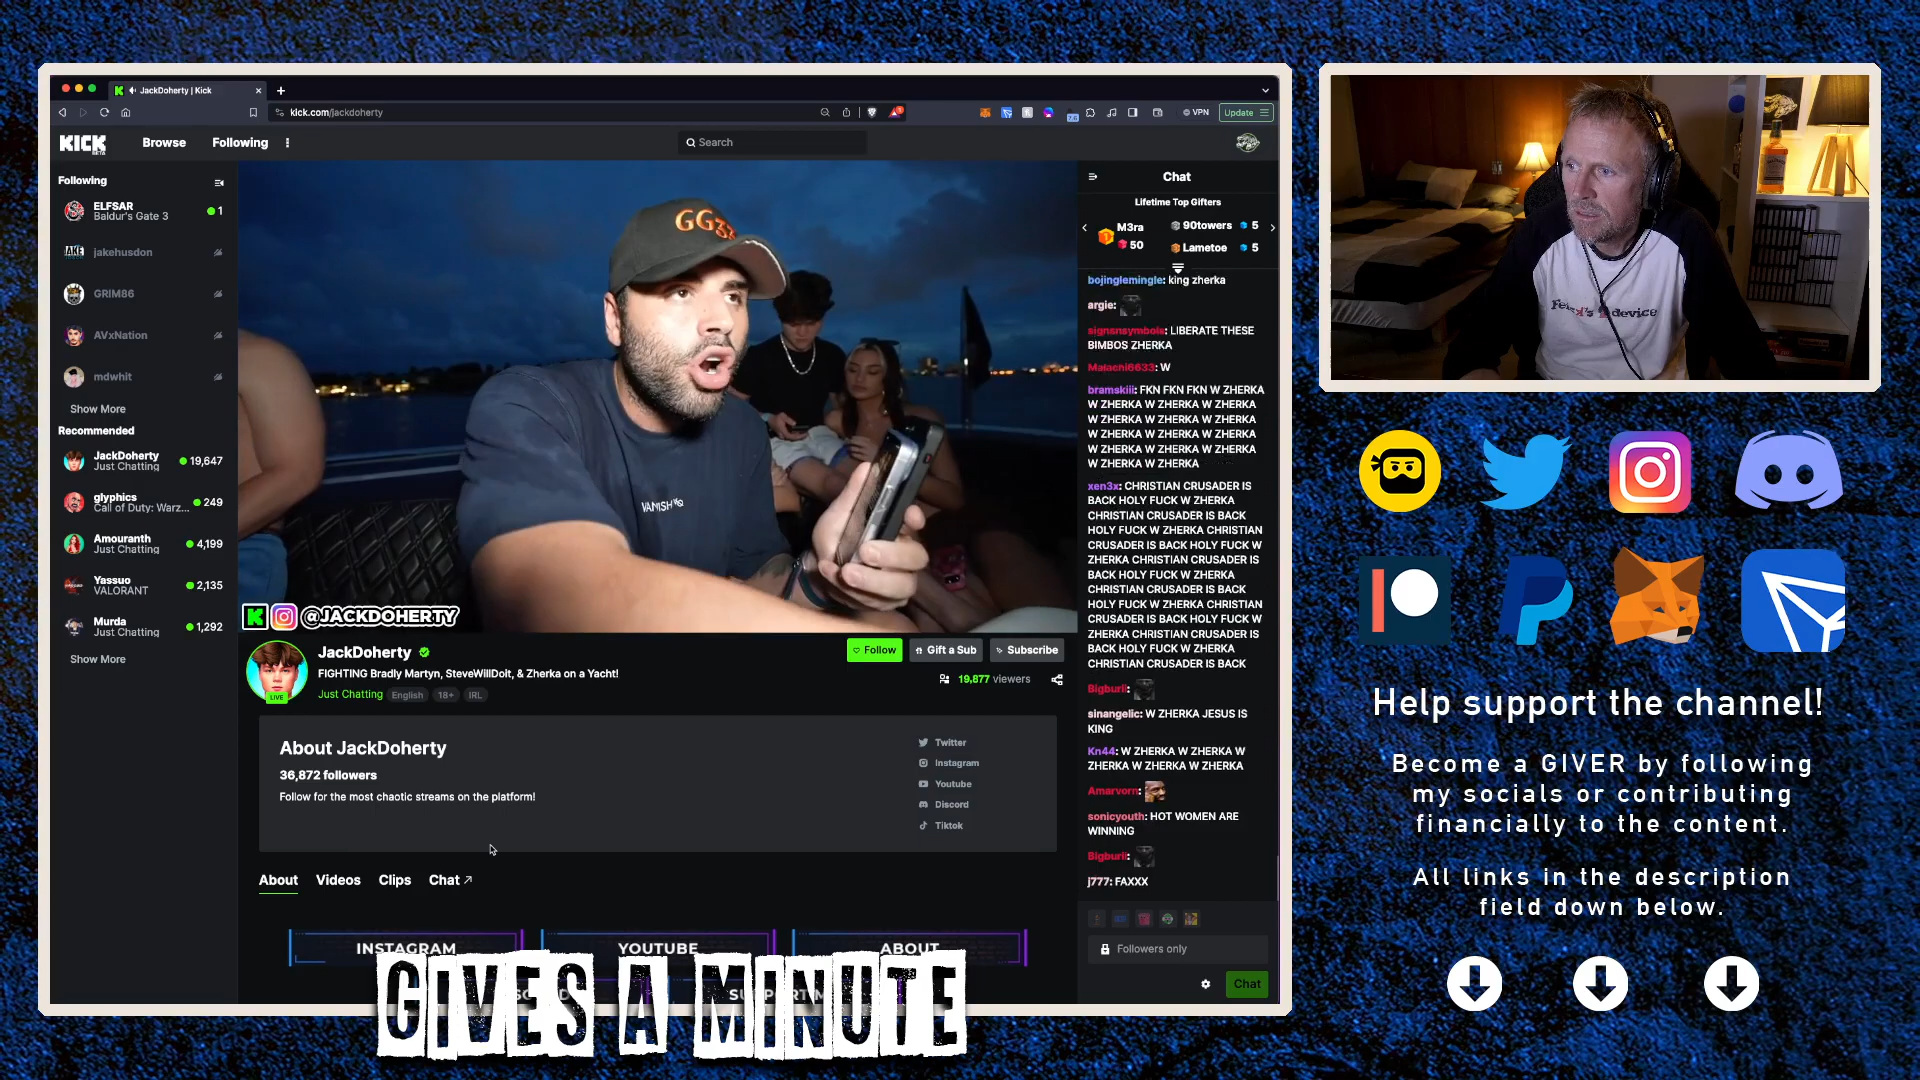 JackDoherty | Kick
kick.com/jackdoherty
VPN
Update
KICK
BETA
Browse
Following
Search
Following
ELFSAR
Baldur's Gate 3
1
jakehusdon
GRIM86
AVxNation
mdwhit
Show More
Recommended
JackDoherty
Just Chatting
19,647
glyphics
Call of Duty: Warz...
249
Amouranth
Just Chatting
4,199
Yassuo
VALORANT
2,135
Murda
Just Chatting
1,292
Show More
@JACKDOHERTY
JackDoherty
LIVE
FIGHTING Bradly Martyn, SteveWillDoIt, & Zherka on a Yacht!
Just Chatting
English
18+
IRL
Follow
Gift a Sub
Subscribe
19,877 viewers
About JackDoherty
36,872 followers
Follow for the most chaotic streams on the platform!
Twitter
Instagram
Youtube
Discord
Tiktok
About
Videos
Clips
Chat
INSTAGRAM
YOUTUBE
ABOUT
Chat
Lifetime Top Gifters
M3ra
50
90towers
5
Lametoe
5
bojinglemingle: king zherka
argie:
signsnsymbols: LIBERATE THESE
BIMBOS ZHERKA
Malachi6633: W
bramskiii: FKN FKN FKN W ZHERKA
W ZHERKA W ZHERKA W ZHERKA
W ZHERKA W ZHERKA W ZHERKA
W ZHERKA W ZHERKA W ZHERKA
W ZHERKA W ZHERKA W ZHERKA
W ZHERKA W ZHERKA
xen3x: CHRISTIAN CRUSADER IS
BACK HOLY FUCK W ZHERKA
CHRISTIAN CRUSADER IS BACK
HOLY FUCK W ZHERKA CHRISTIAN
CRUSADER IS BACK HOLY FUCK W
ZHERKA CHRISTIAN CRUSADER IS
BACK HOLY FUCK W ZHERKA
CHRISTIAN CRUSADER IS BACK
HOLY FUCK W ZHERKA CHRISTIAN
CRUSADER IS BACK HOLY FUCK W
ZHERKA CHRISTIAN CRUSADER IS
BACK HOLY FUCK W ZHERKA
CHRISTIAN CRUSADER IS BACK
Bigburli:
sinangelic: W ZHERKA JESUS IS
KING
Kn44: W ZHERKA W ZHERKA W
ZHERKA W ZHERKA W ZHERKA
Amarvorn:
sonicyouth: HOT WOMEN ARE
WINNING
Bigburli:
j777: FAXXX
Followers only
Chat
GIVES A MINUTE
Help support the channel!
Become a GIVER by following
my socials or contributing
financially to the content.
All links in the description
field down below.